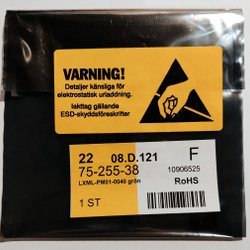 VARNING!
Detaljer känsliga för
elektrostatisk urladdning.
Iakttag gällande
ESD-skyddsföreskrifter
22 08.D.121 F
75-255-38 10906525
LXML-PM01-0040 grön RoHS
1 ST